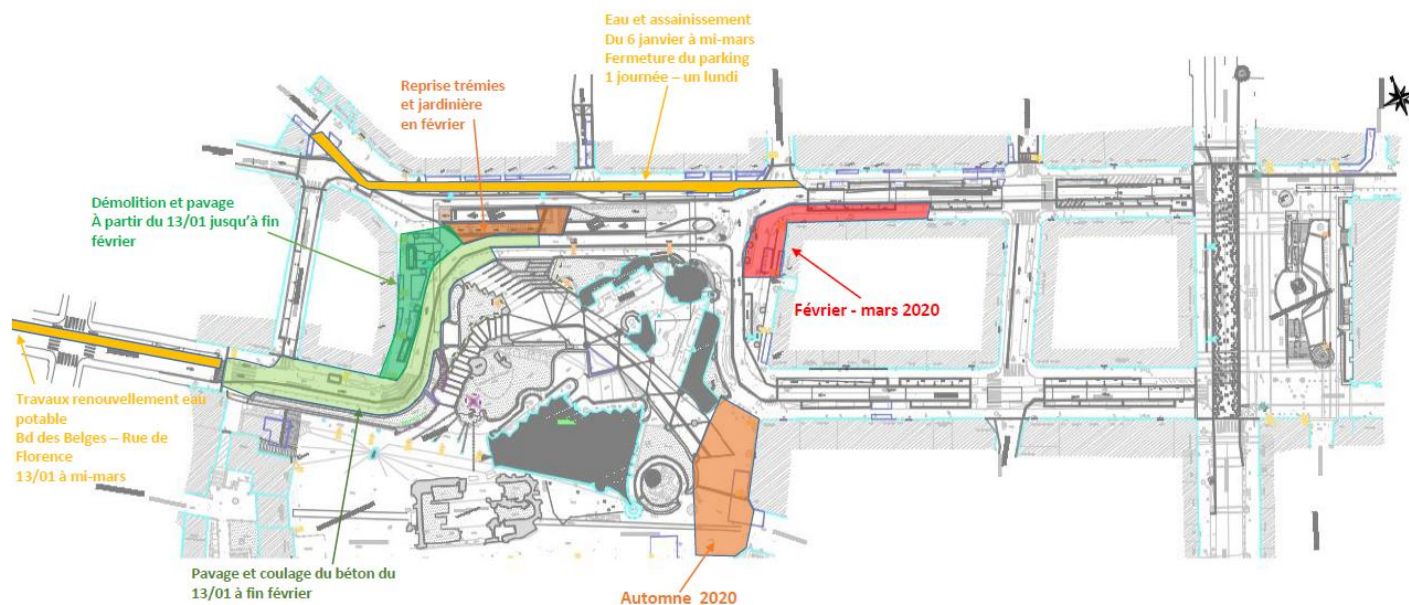 Eau et assainissement
Du 6 janvier à mi-mars
Fermeture du parking
1 journée – un lundi
Reprise trémies
et jardinière
en février
Démolition et pavage
À partir du 13/01 jusqu'à fin
février
Février - mars 2020
Travaux renouvellement eau
potable
Bd des Belges – Rue de
Florence
13/01 à mi-mars
Pavage et coulage du béton du
13/01 à fin février
Automne 2020